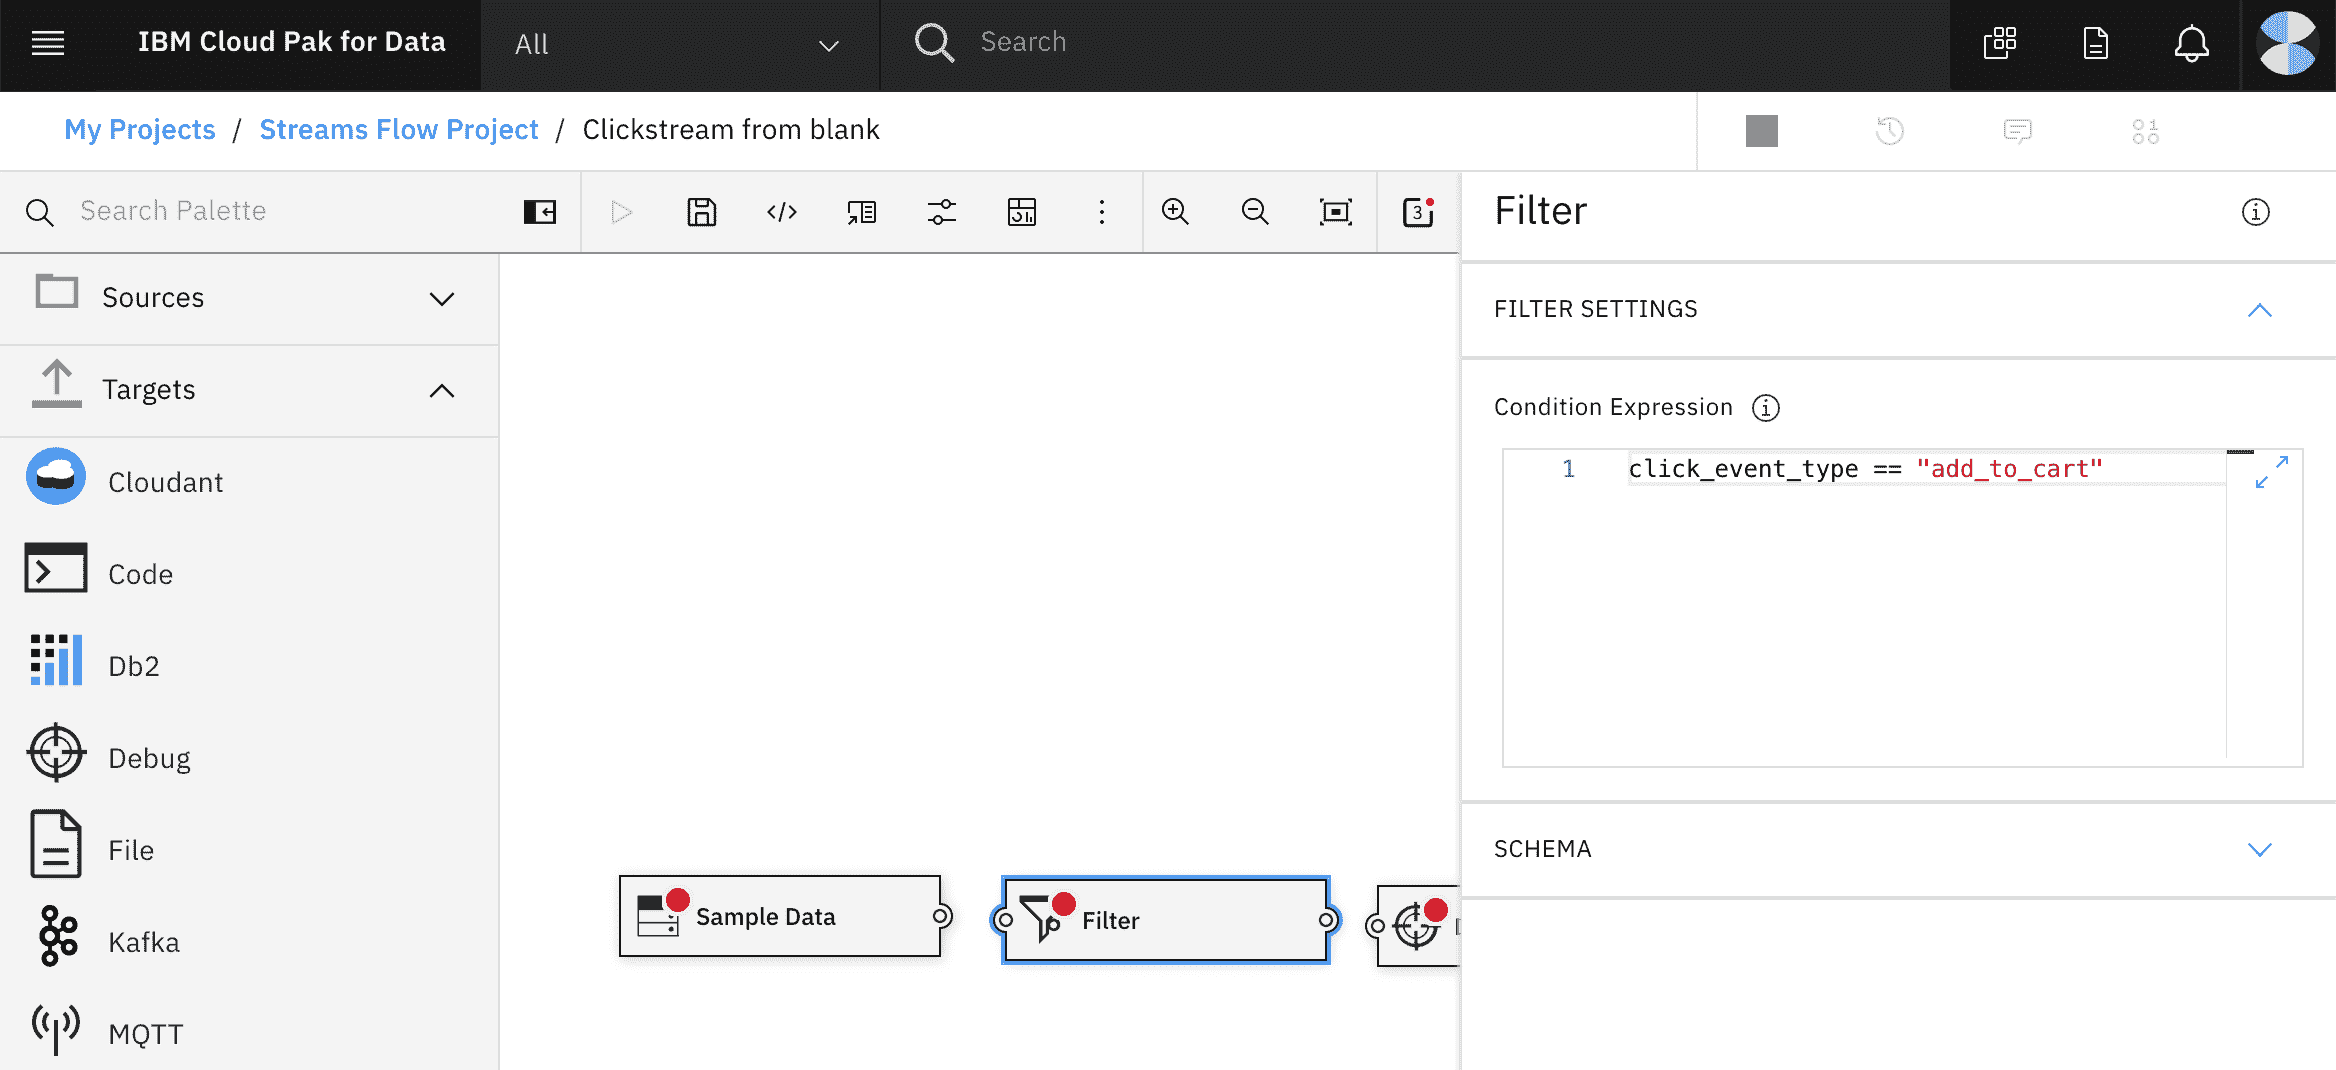 IBM Cloud Pak for Data
All
Search
My Projects / Streams Flow Project / Clickstream from blank
Search Palette
3
Filter
Sources
Targets
Cloudant
Code
Db2
Debug
File
Kafka
MQTT
Sample Data
Filter
FILTER SETTINGS
Condition Expression
1 click_event_type == "add_to_cart"
SCHEMA